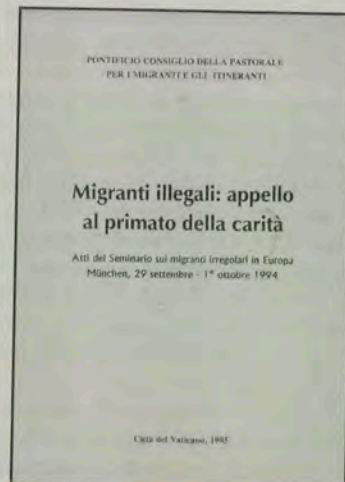 PONTIFICIO CONSIGLIO DELLA PASTORALE
PER I MIGRANTI E GLI ITINERANTI
Migranti illegali: appello
al primato della carità
Atti del Seminario sui migranti irregolari in Europa
München, 29 settembre - 1° ottobre 1994
Città del Vaticano, 1995